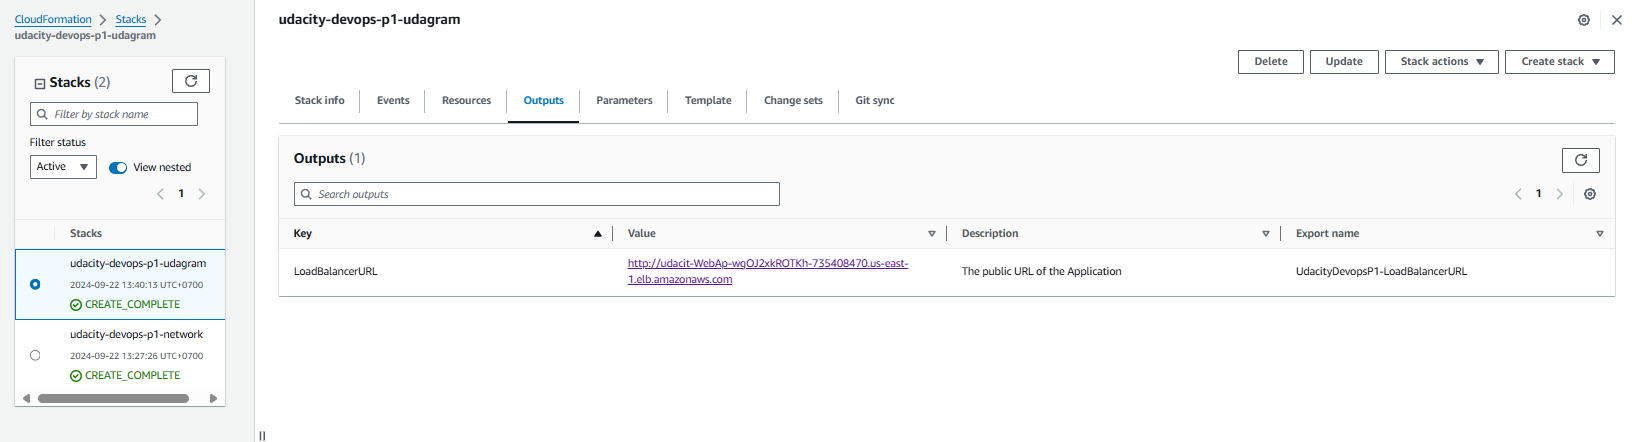 CloudFormation > Stacks >
udacity-devops-p1-udagram
Stacks (2)
Filter by stack name
Filter status
Active
View nested
1
Stacks
udacity-devops-p1-udagram
2024-09-22 13:40:13 UTC+0700
CREATE_COMPLETE
udacity-devops-p1-network
2024-09-22 13:27:26 UTC+0700
CREATE_COMPLETE
udacity-devops-p1-udagram
Delete Update Stack actions Create stack
Stack info Events Resources Outputs Parameters Template Change sets Git sync
Outputs (1)
Search outputs
1
Key Value Description Export name
LoadBalancerURL
http://udacit-WebAp-wqOJ2xkROTKh-735408470.us-east-
1.elb.amazonaws.com
The public URL of the Application
UdacityDevopsP1-LoadBalancerURL